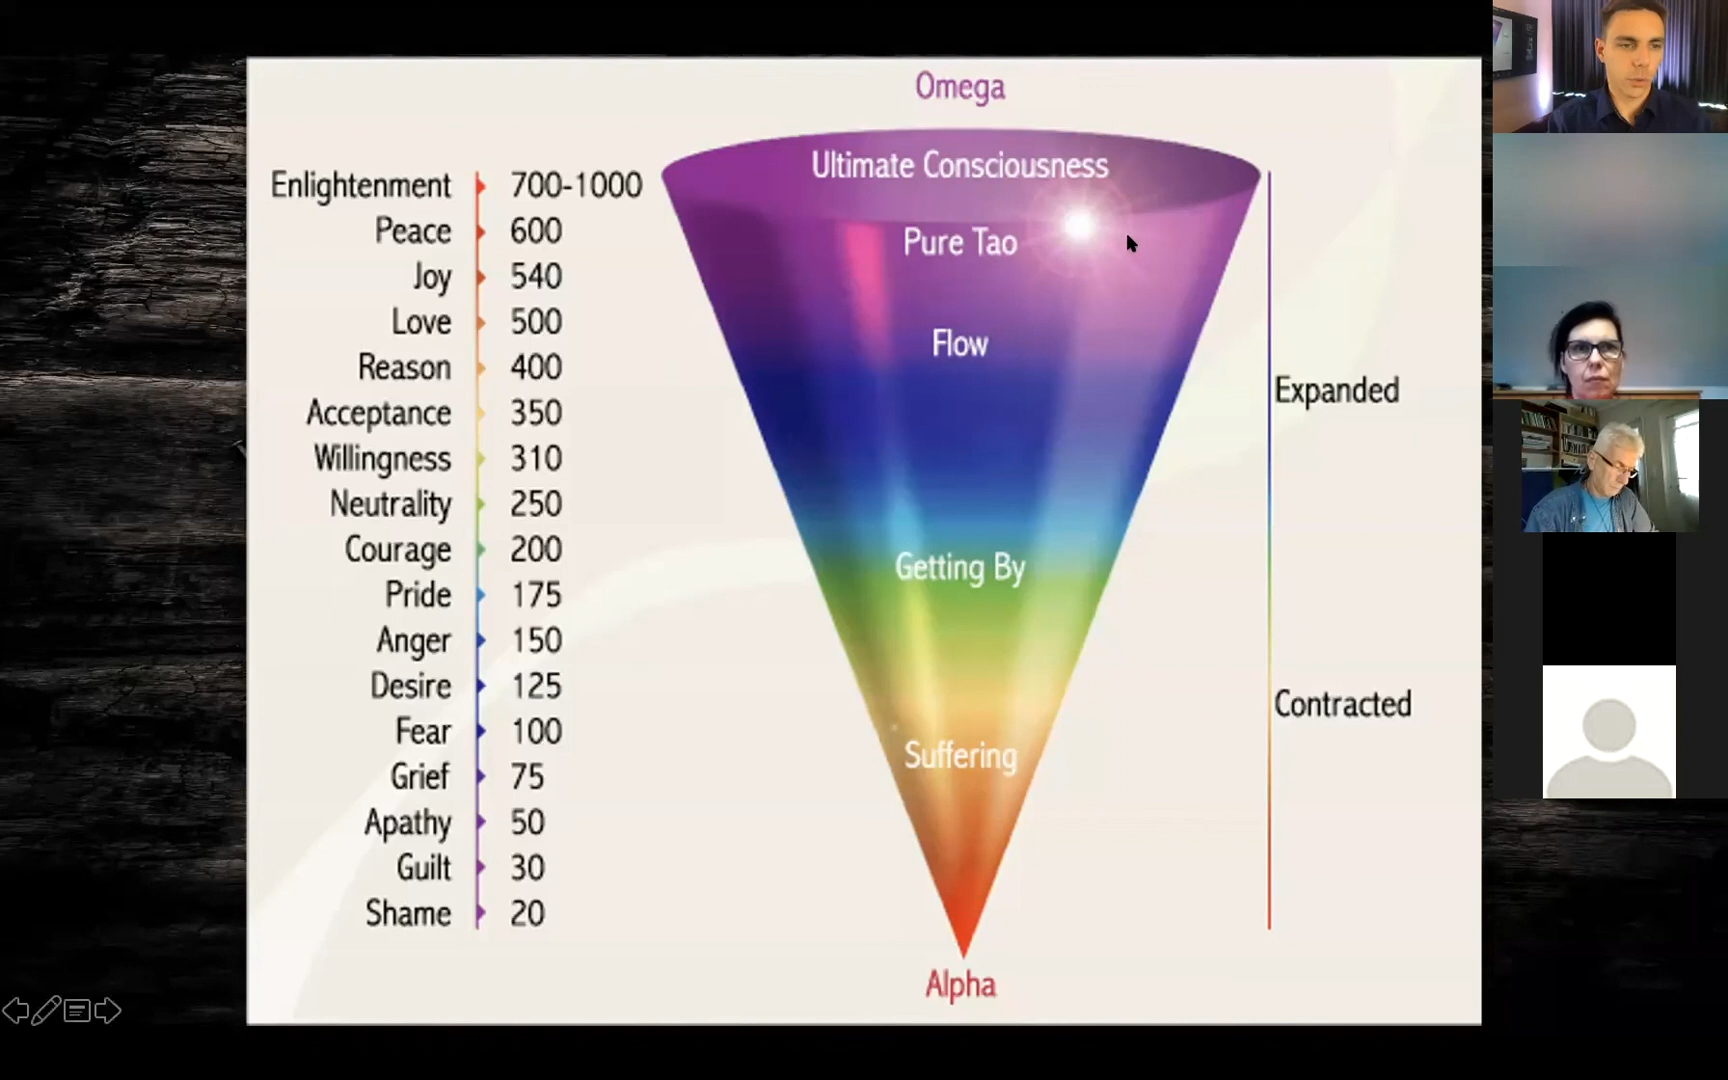 Omega
Ultimate Consciousness
Enlightenment 700-1000
Peace 600
Pure Tao
Joy 540
Love 500
Flow
Reason 400
Expanded
Acceptance 350
Willingness 310
Neutrality 250
Courage 200
Getting By
Pride 175
Anger 150
Desire 125
Contracted
Fear 100
Suffering
Grief 75
Apathy 50
Guilt 30
Shame 20
Alpha